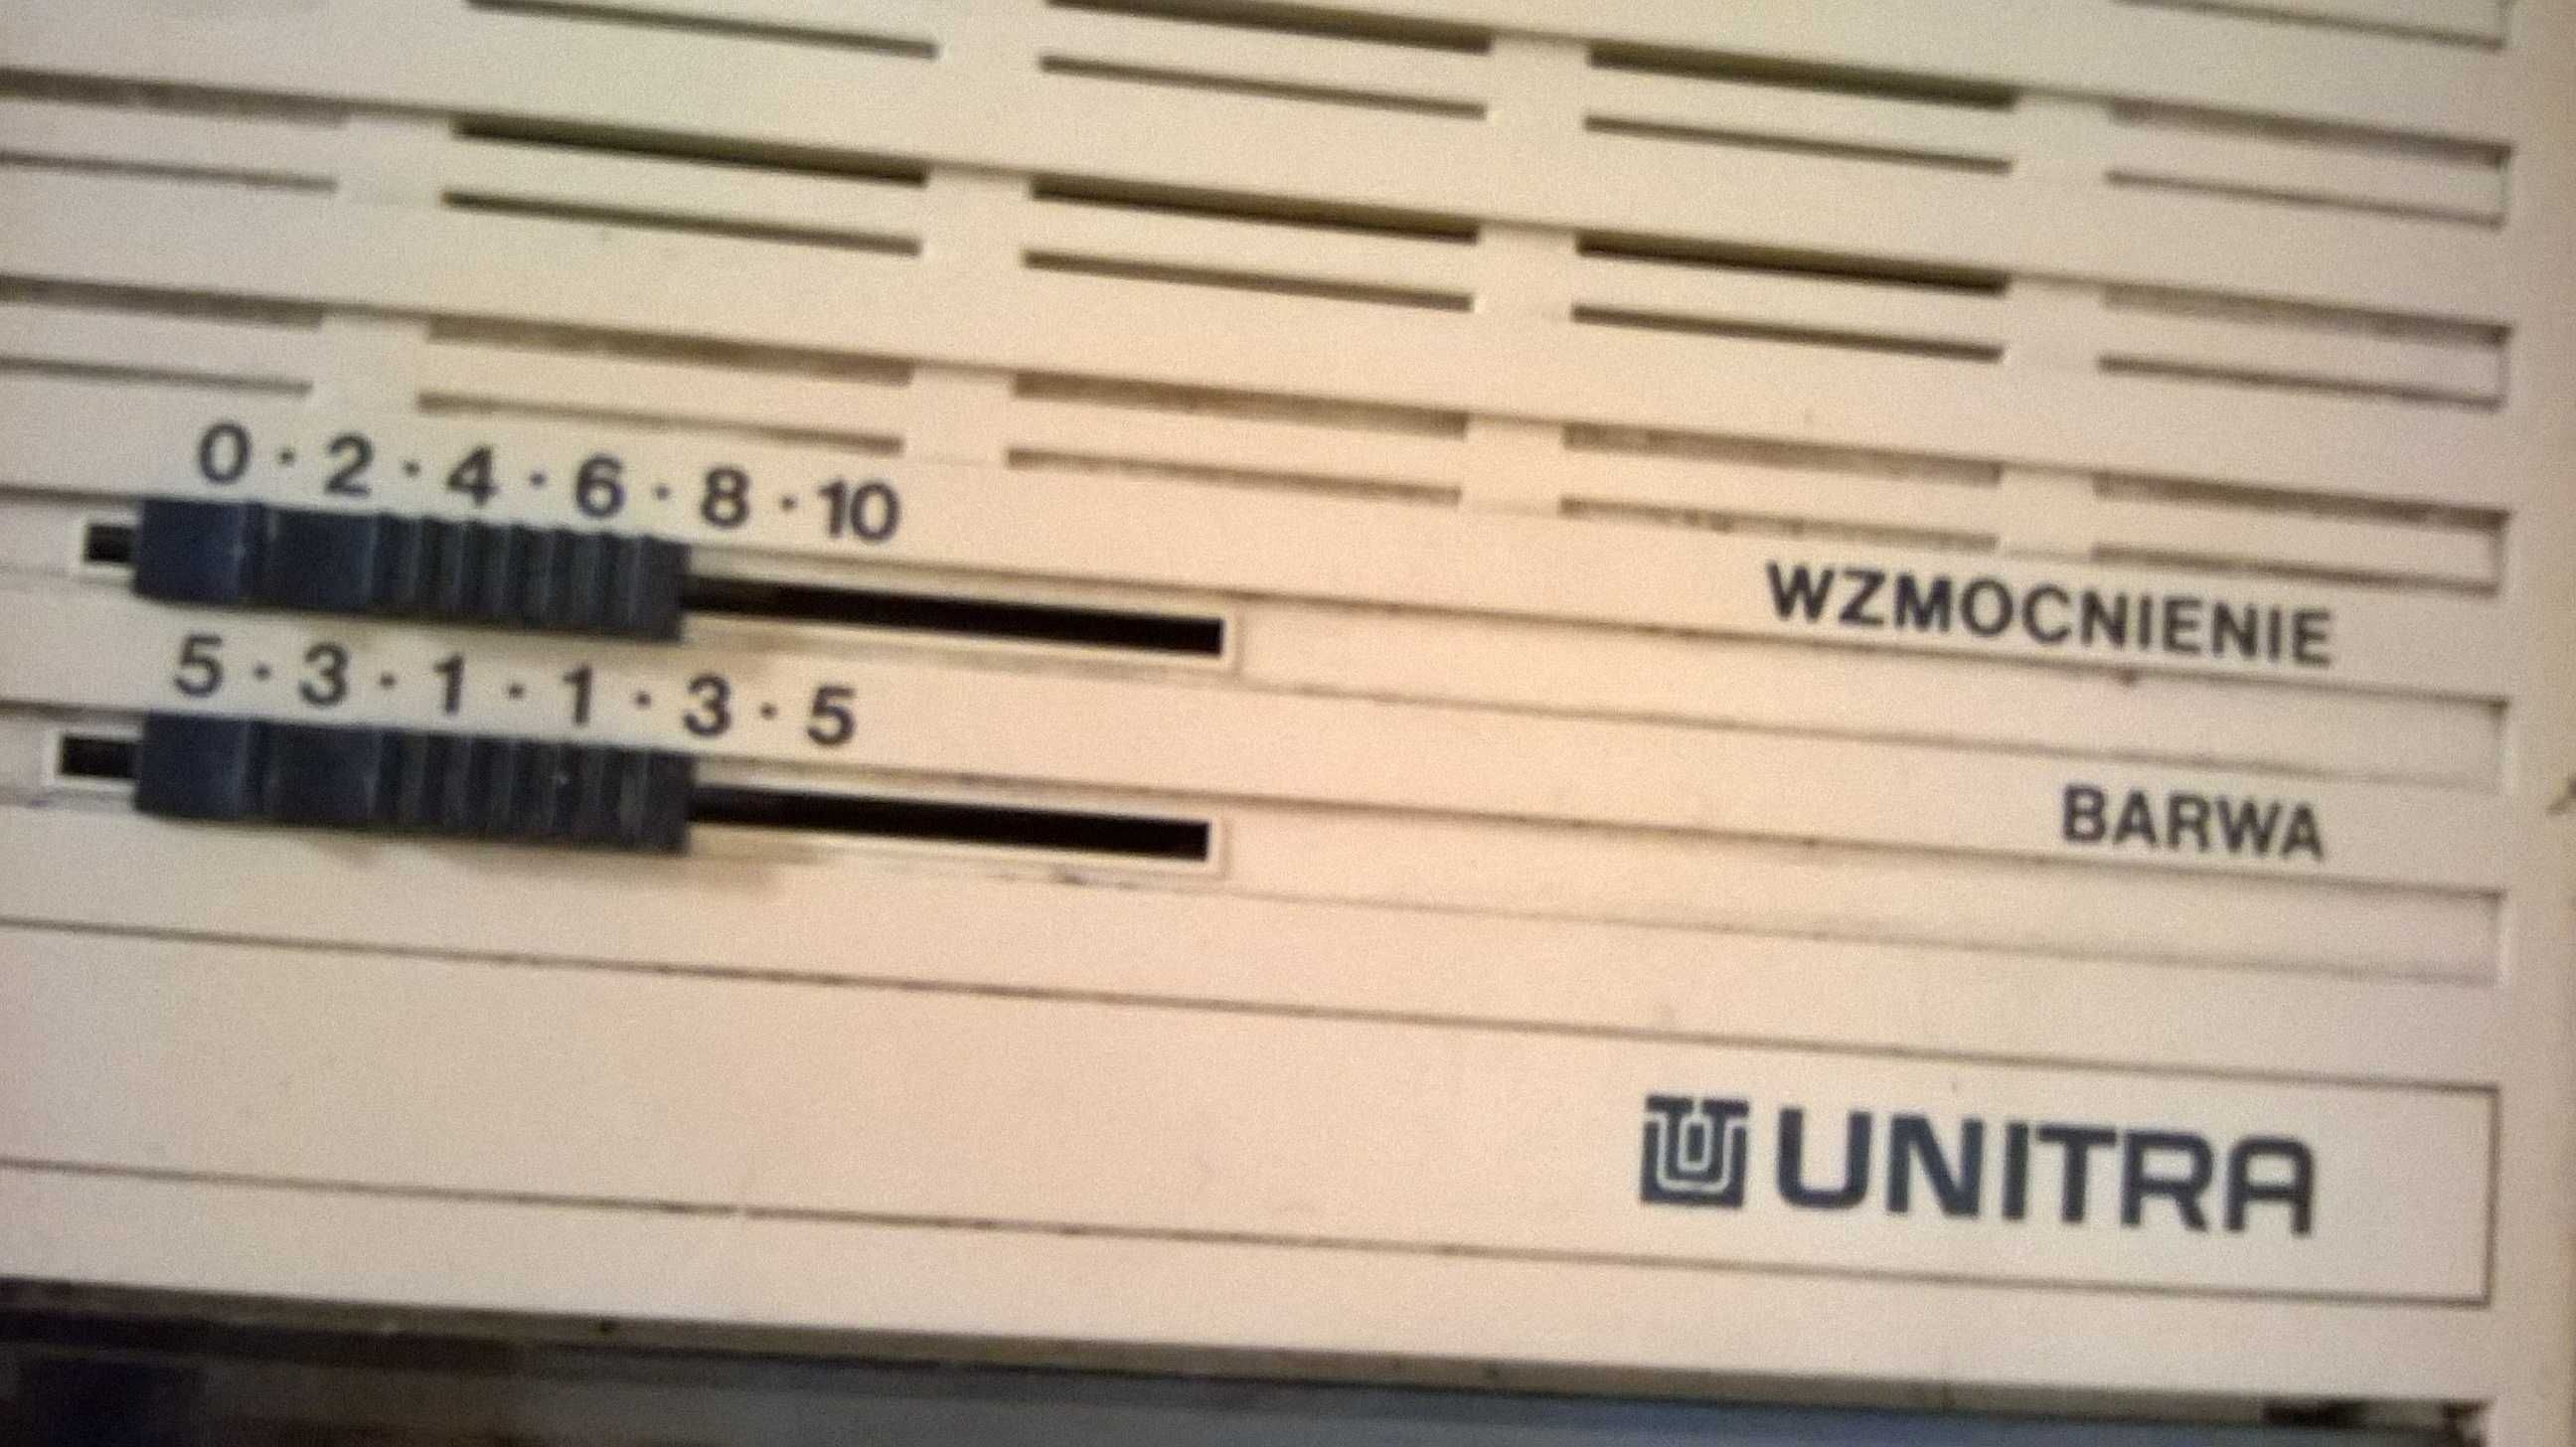 0 · 2 · 4 · 6 · 8 · 10
WZMOCNIENIE
5 · 3 · 1 · 1 · 3 · 5
BARWA
UNITRA